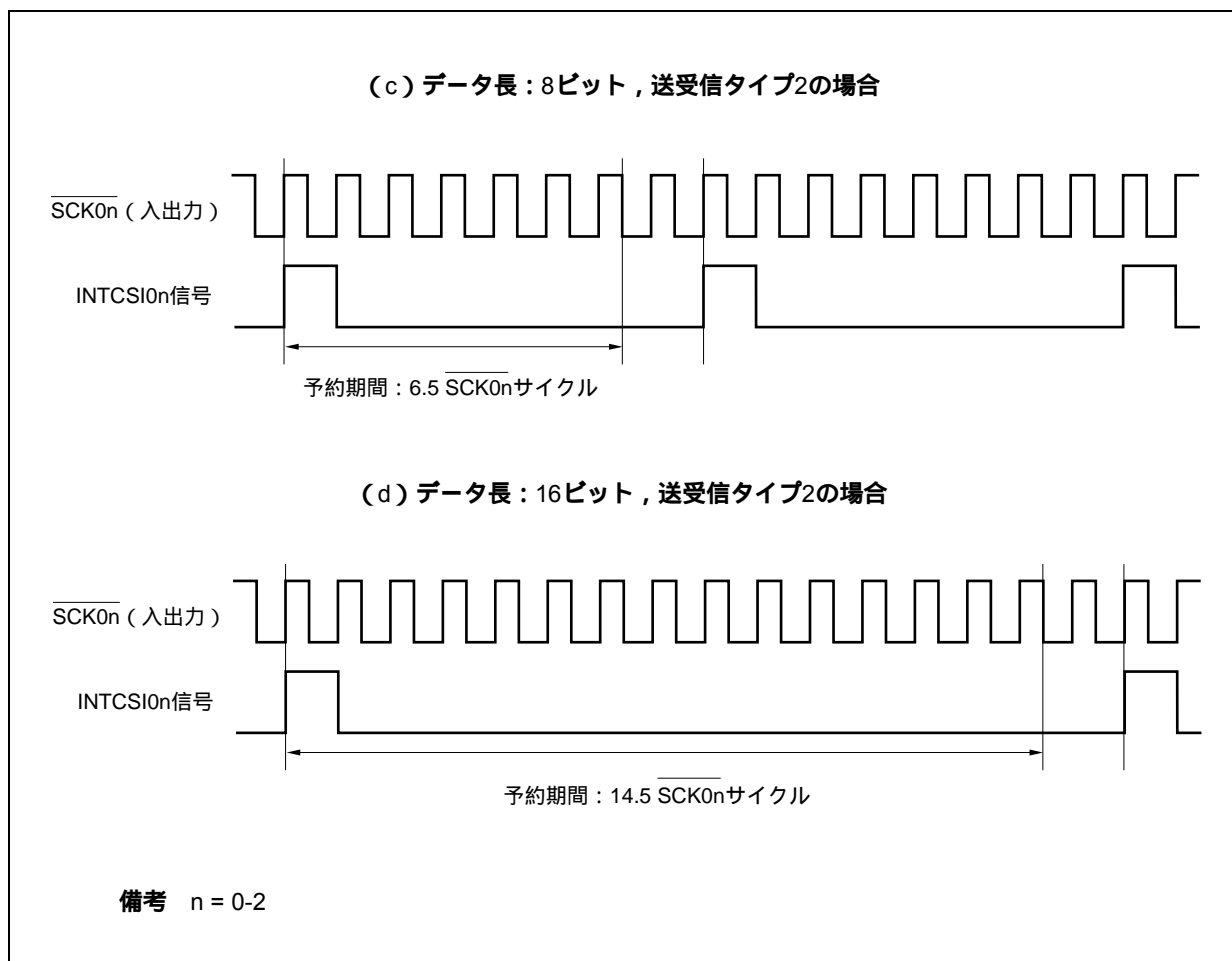 （c）データ長：8ビット，送受信タイプ2の場合
SCK0n（入出力）
INTCSI0n信号
予約期間：6.5 SCK0nサイクル
（d）データ長：16ビット，送受信タイプ2の場合
SCK0n（入出力）
INTCSI0n信号
予約期間：14.5 SCK0nサイクル
備考　n = 0-2